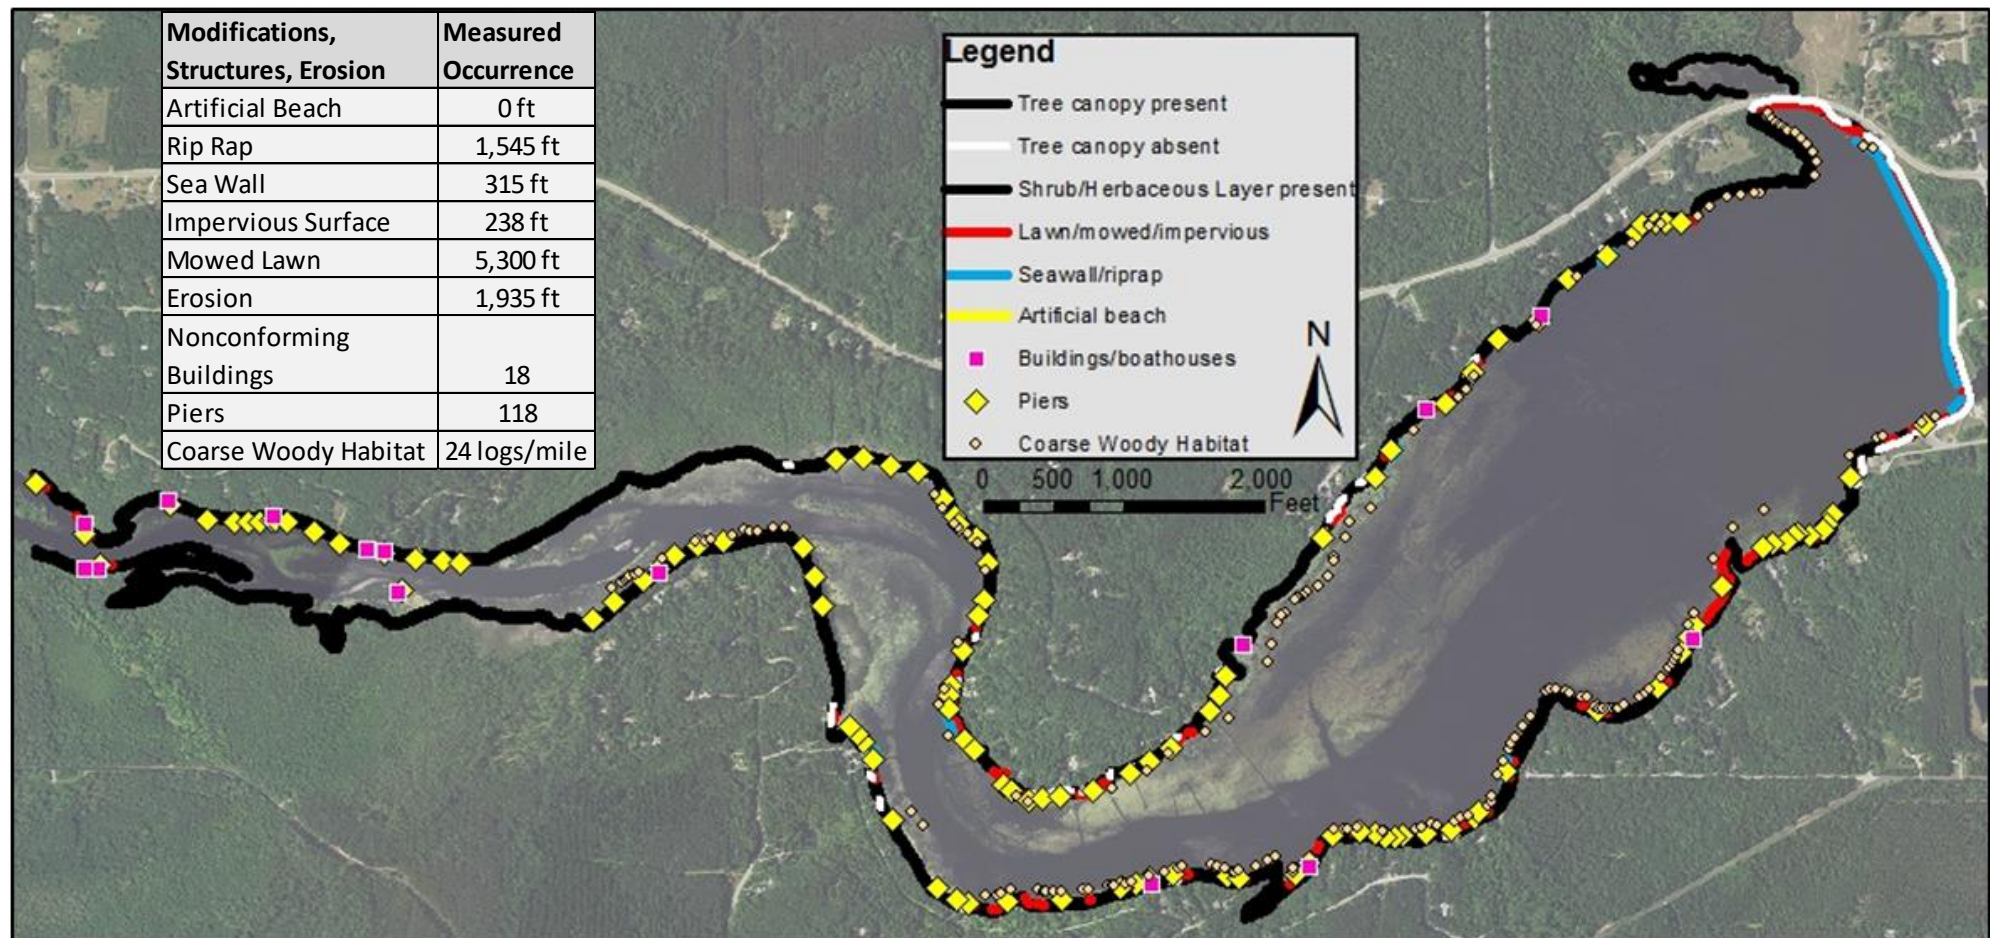 Modifications, Structures, Erosion Measured Occurrence
Artificial Beach 0 ft
Rip Rap 1,545 ft
Sea Wall 315 ft
Impervious Surface 238 ft
Mowed Lawn 5,300 ft
Erosion 1,935 ft
Nonconforming
Buildings 18
Piers 118
Coarse Woody Habitat 24 logs/mile
Legend
Tree canopy present
Tree canopy absent
Shrub/Herbaceous Layer present
Lawn/mowed/impervious
Seawall/riprap
Artificial beach
Buildings/boathouses
Piers
Coarse Woody Habitat
N
0 500 1,000 2,000
Feet